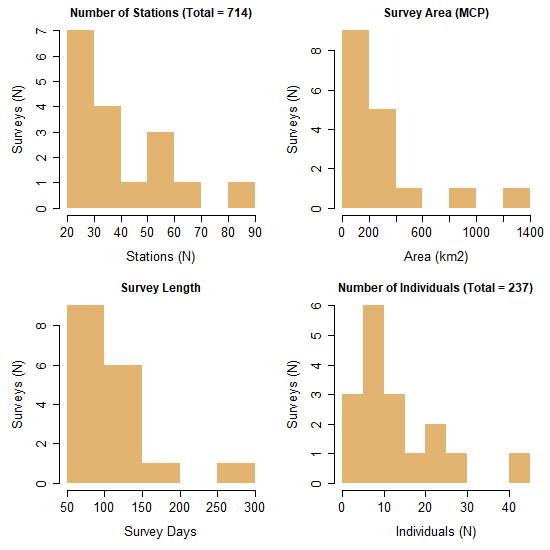 Number of Stations (Total = 714)
Surveys (N)
0 1 2 3 4 5 6 7
20 30 40 50 60 70 80 90
Stations (N)
Survey Area (MCP)
Surveys (N)
0 2 4 6 8
0 200 600 1000 1400
Area (km2)
Survey Length
Surveys (N)
0 2 4 6 8
50 100 150 200 250 300
Survey Days
Number of Individuals (Total = 237)
Surveys (N)
0 1 2 3 4 5 6
0 10 20 30 40
Individuals (N)